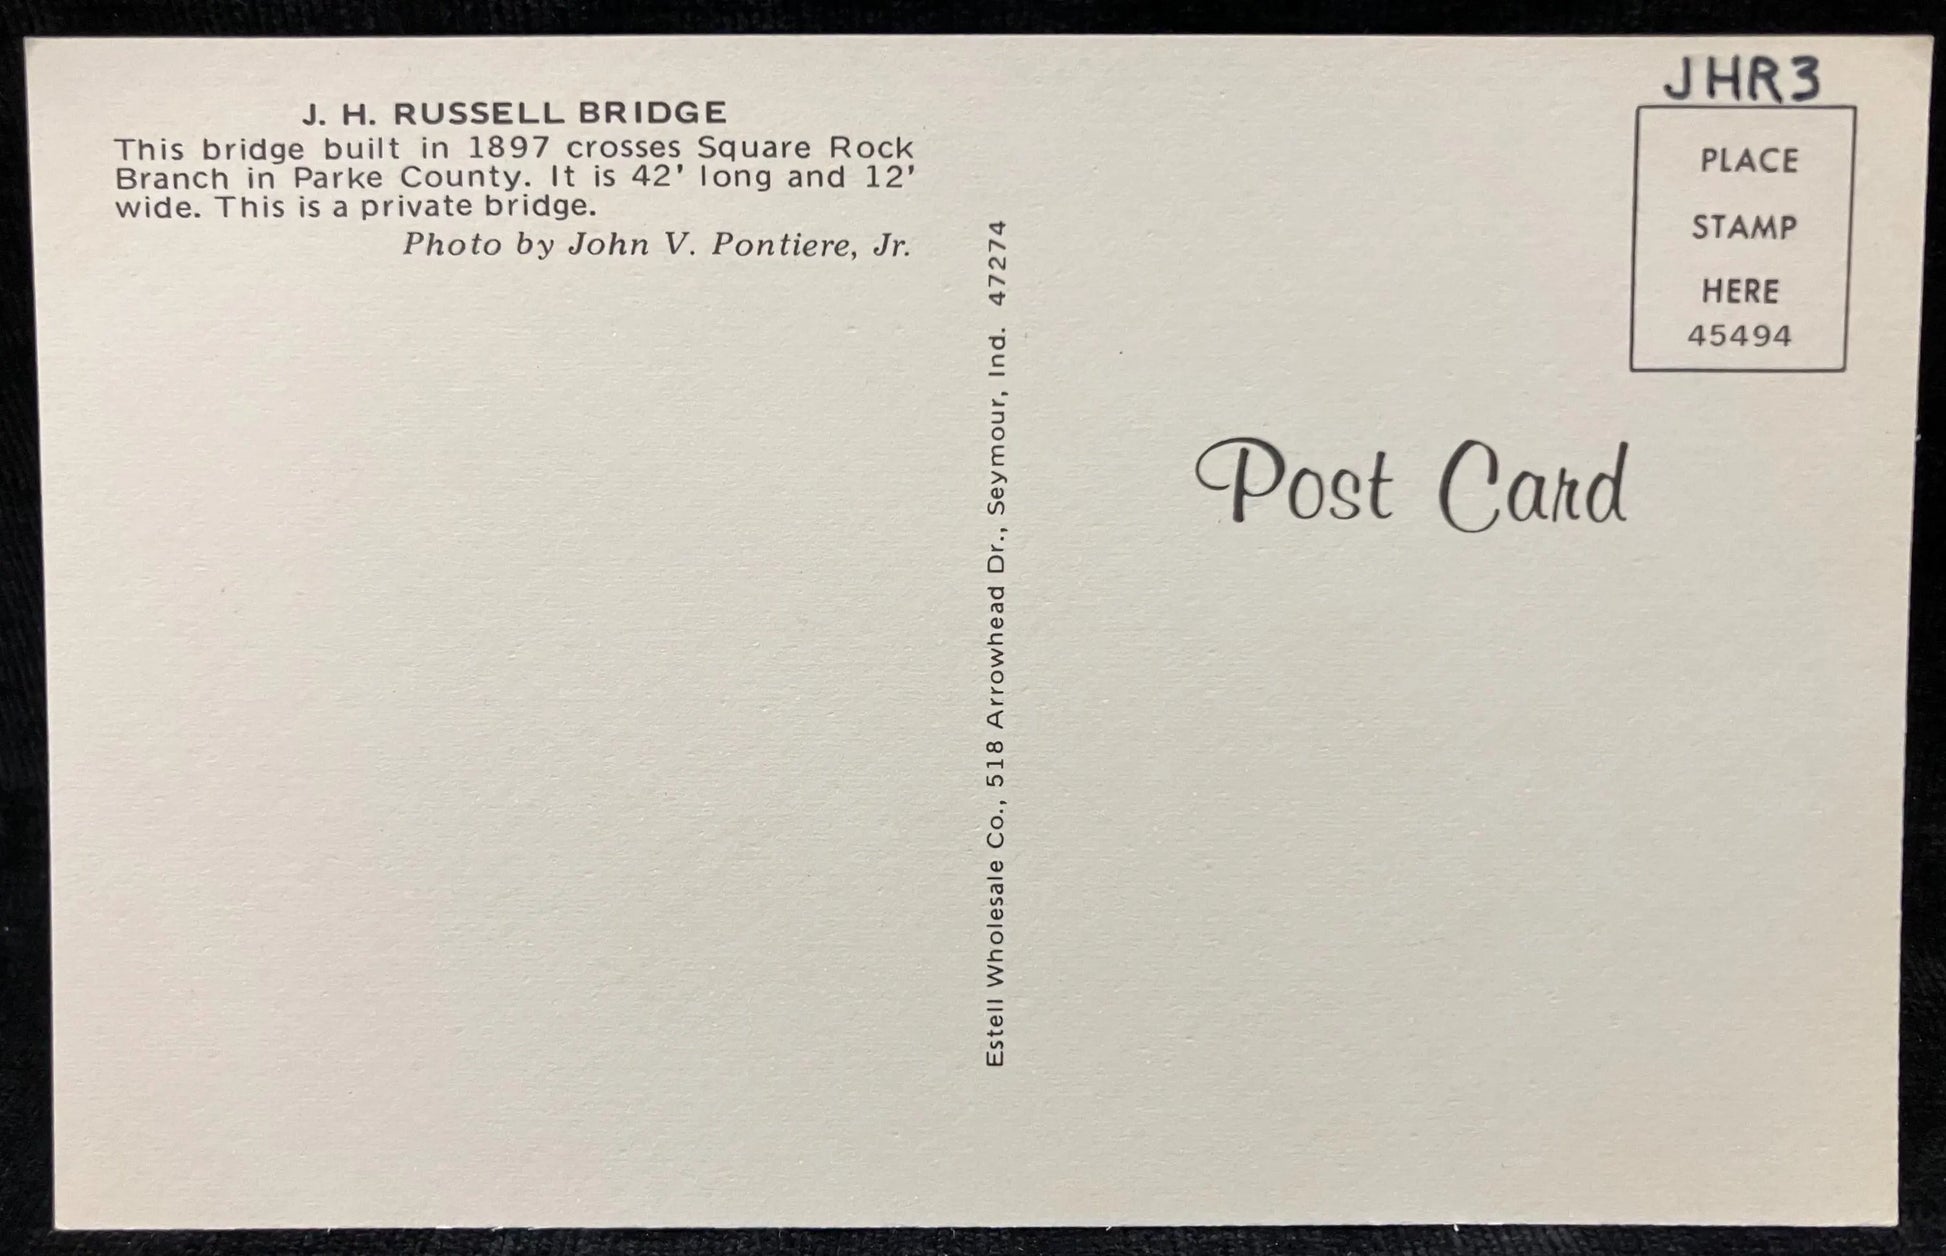 J. H. RUSSELL BRIDGE
This bridge built in 1897 crosses Square Rock
Branch in Parke County. It is 42' long and 12'
wide. This is a private bridge.
Photo by John V. Pontiere, Jr.
Estell Wholesale Co., 518 Arrowhead Dr., Seymour, Ind. 47274
JHR3
PLACE
STAMP
HERE
45494
Post Card